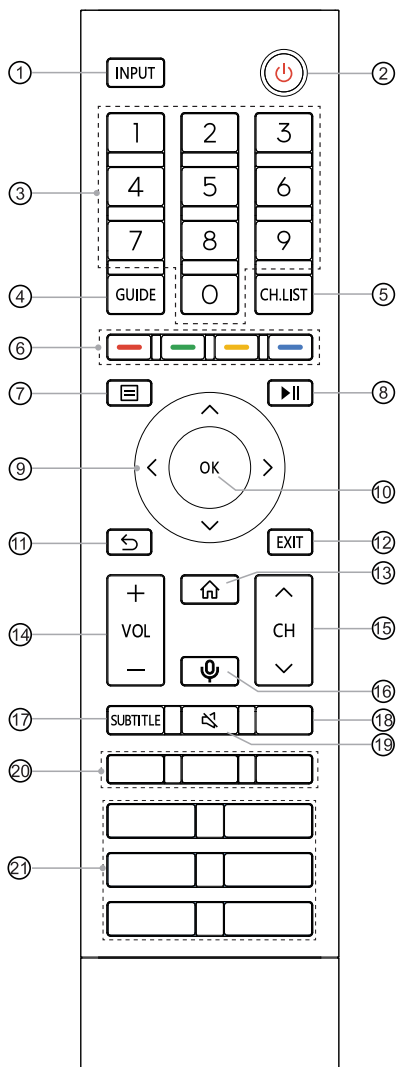 ① INPUT ②
1 2 3
③ 4 5 6
7 8 9
④ GUIDE 0 CH.LIST ⑤
⑥
⑦ ⑧
⑨ OK ⑩
⑪ EXIT ⑫
⑬
+
⑭ VOL CH ⑮
—
⑯
⑰ SUBTITLE ⑱
⑲
⑳
㉑